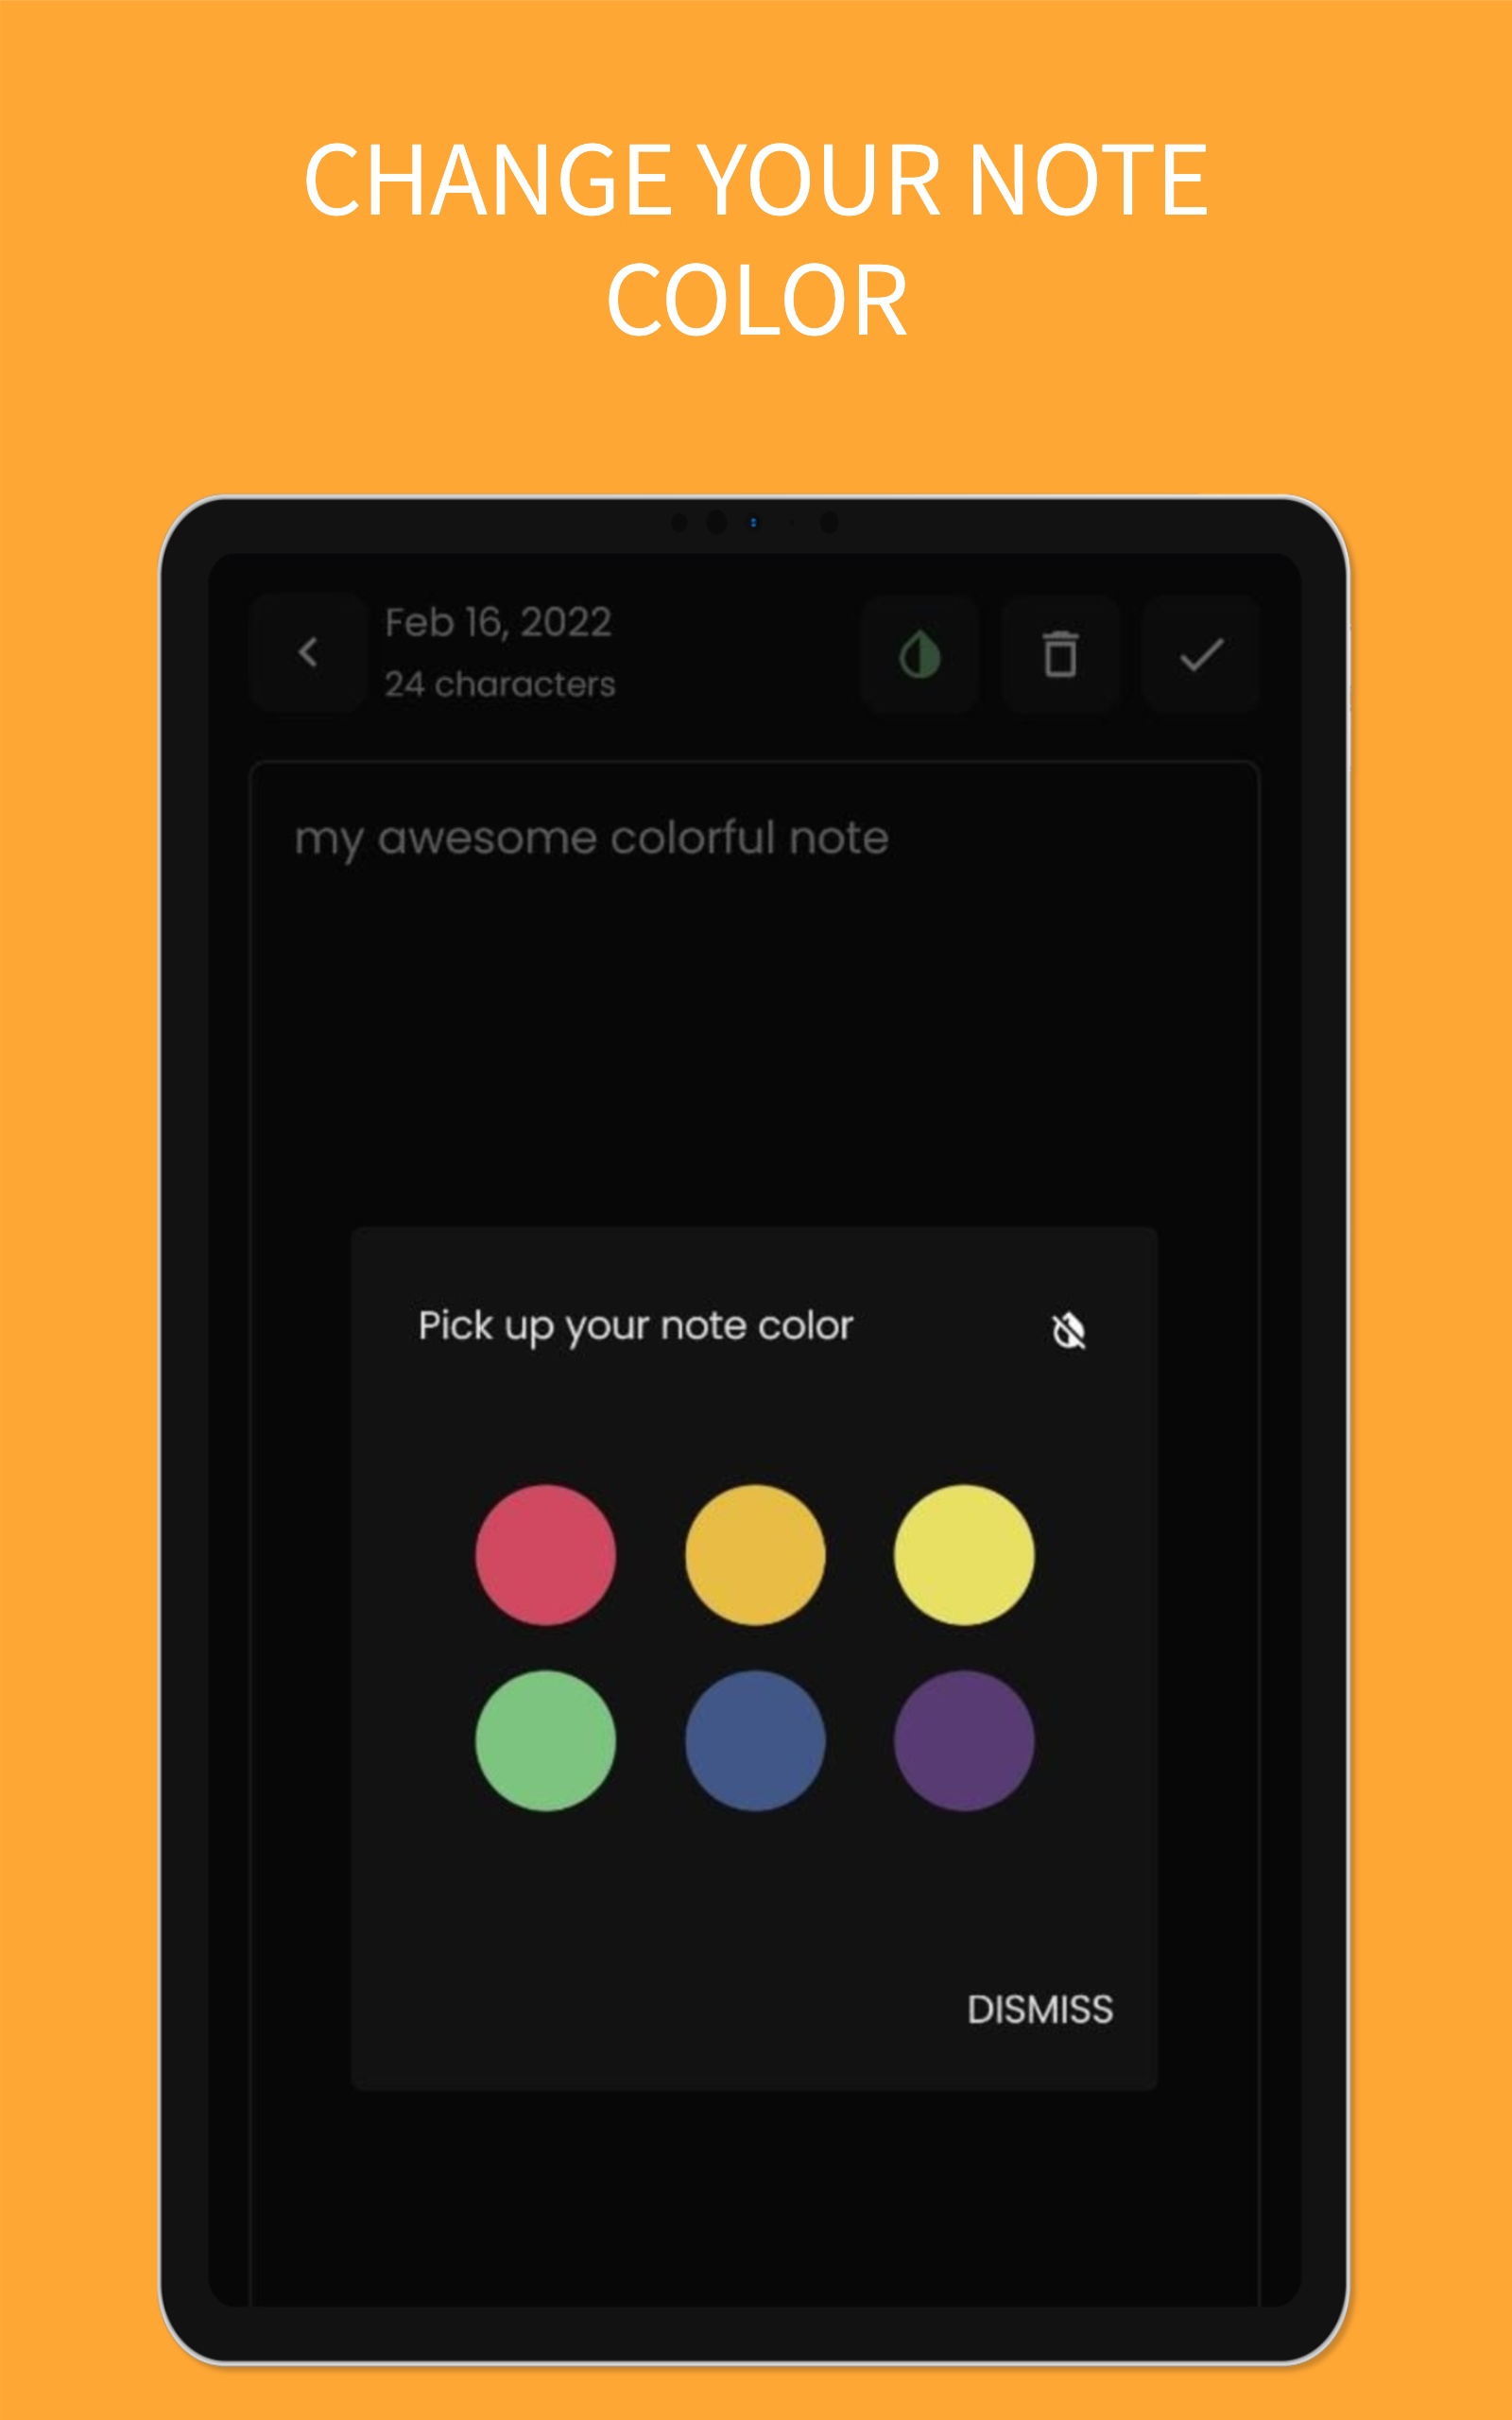 CHANGE YOUR NOTE
COLOR
Feb 16, 2022
24 characters
my awesome colorful note
Pick up your note color
DISMISS